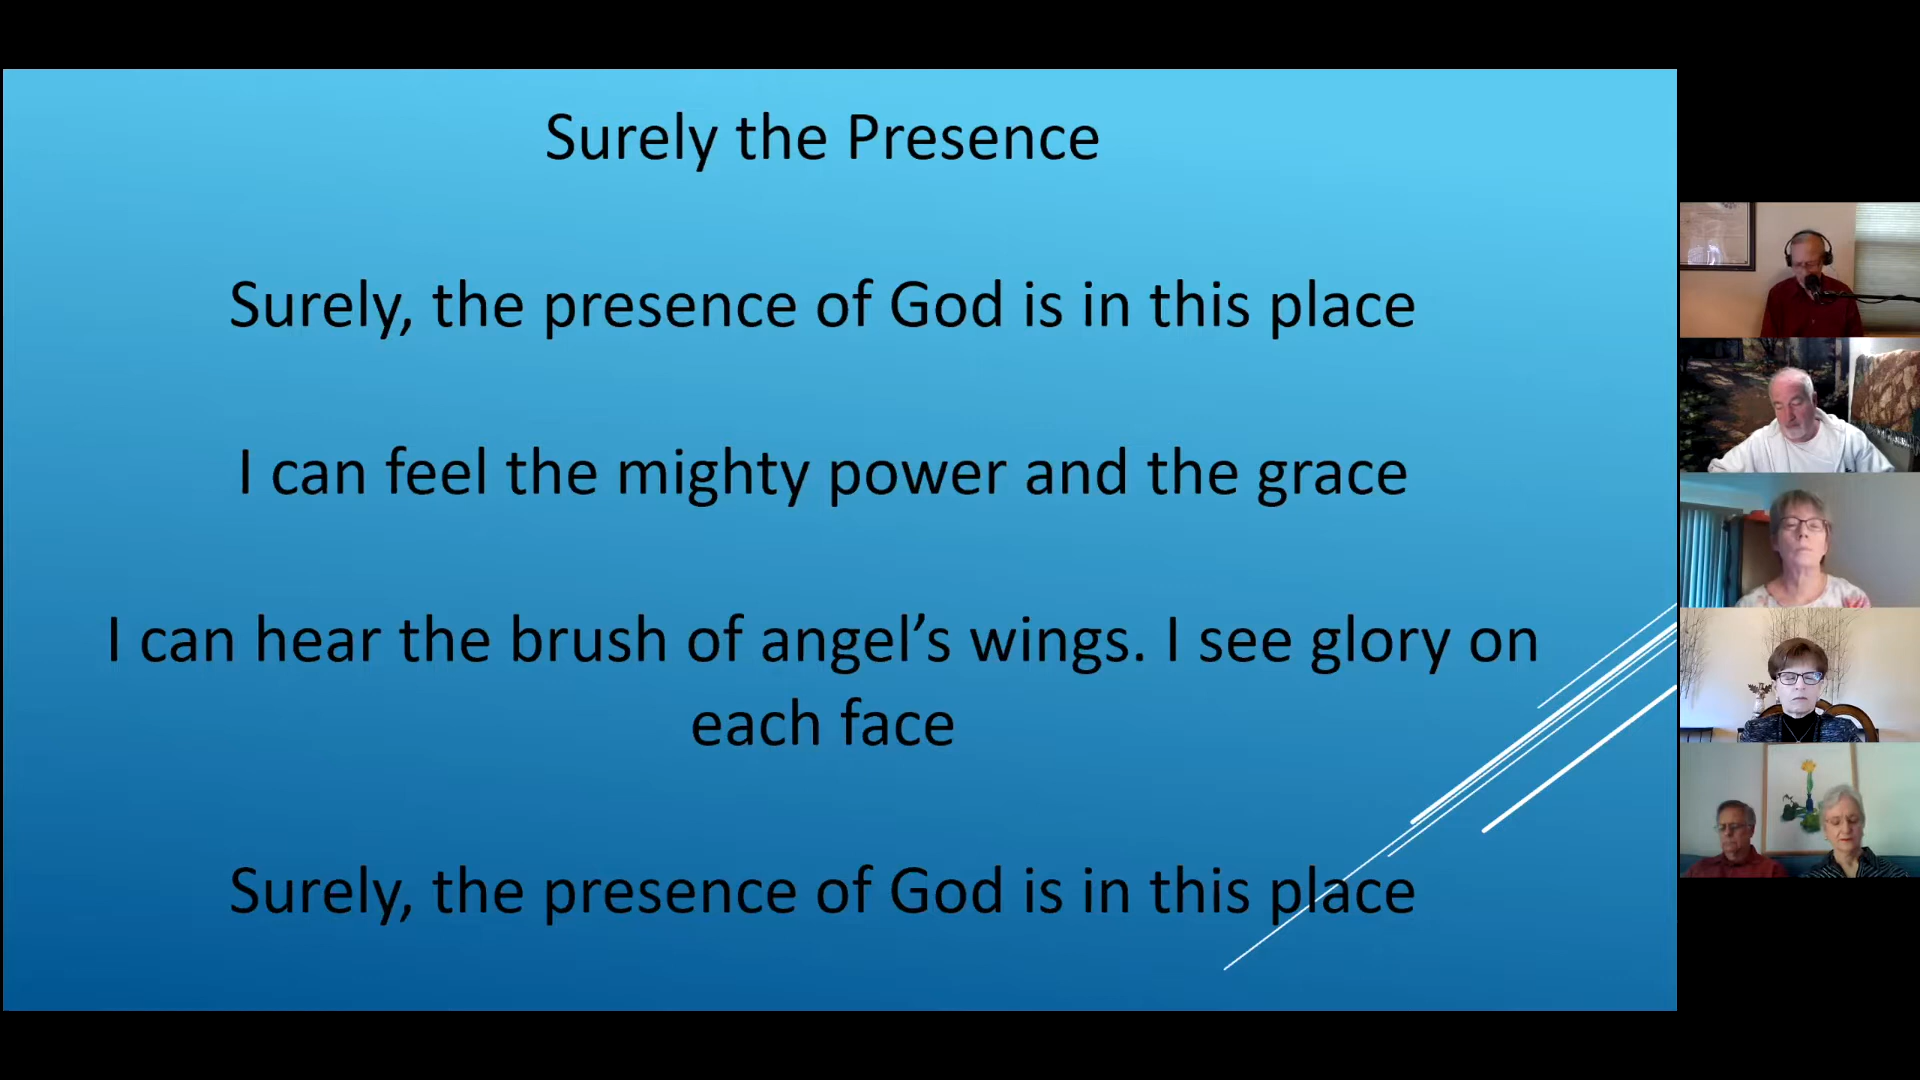 Surely the Presence
Surely, the presence of God is in this place
I can feel the mighty power and the grace
I can hear the brush of angel’s wings. I see glory on
each face
Surely, the presence of God is in this place